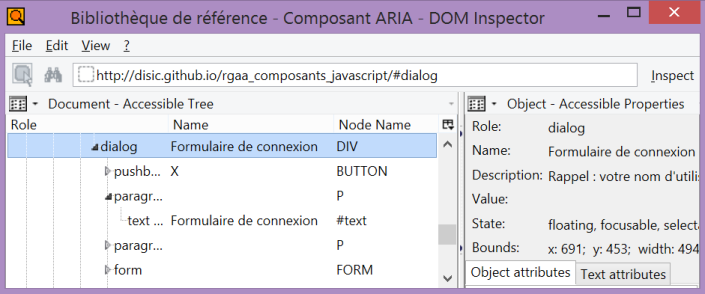 Bibliothèque de référence - Composant ARIA - DOM Inspector
File Edit View ?
http://disic.github.io/rgaa_composants_javascript/#dialog Inspect
Document - Accessible Tree
Object - Accessible Properties
Role Name Node Name
dialog Formulaire de connexion DIV
pushb... X BUTTON
paragr... P
text ... Formulaire de connexion #text
paragr... P
form FORM
Role: dialog
Name: Formulaire de connexion
Description: Rappel : votre nom d'utilis
Value:
State: floating, focusable, selecta
Bounds: x: 691; y: 453; width: 494
Object attributes Text attributes